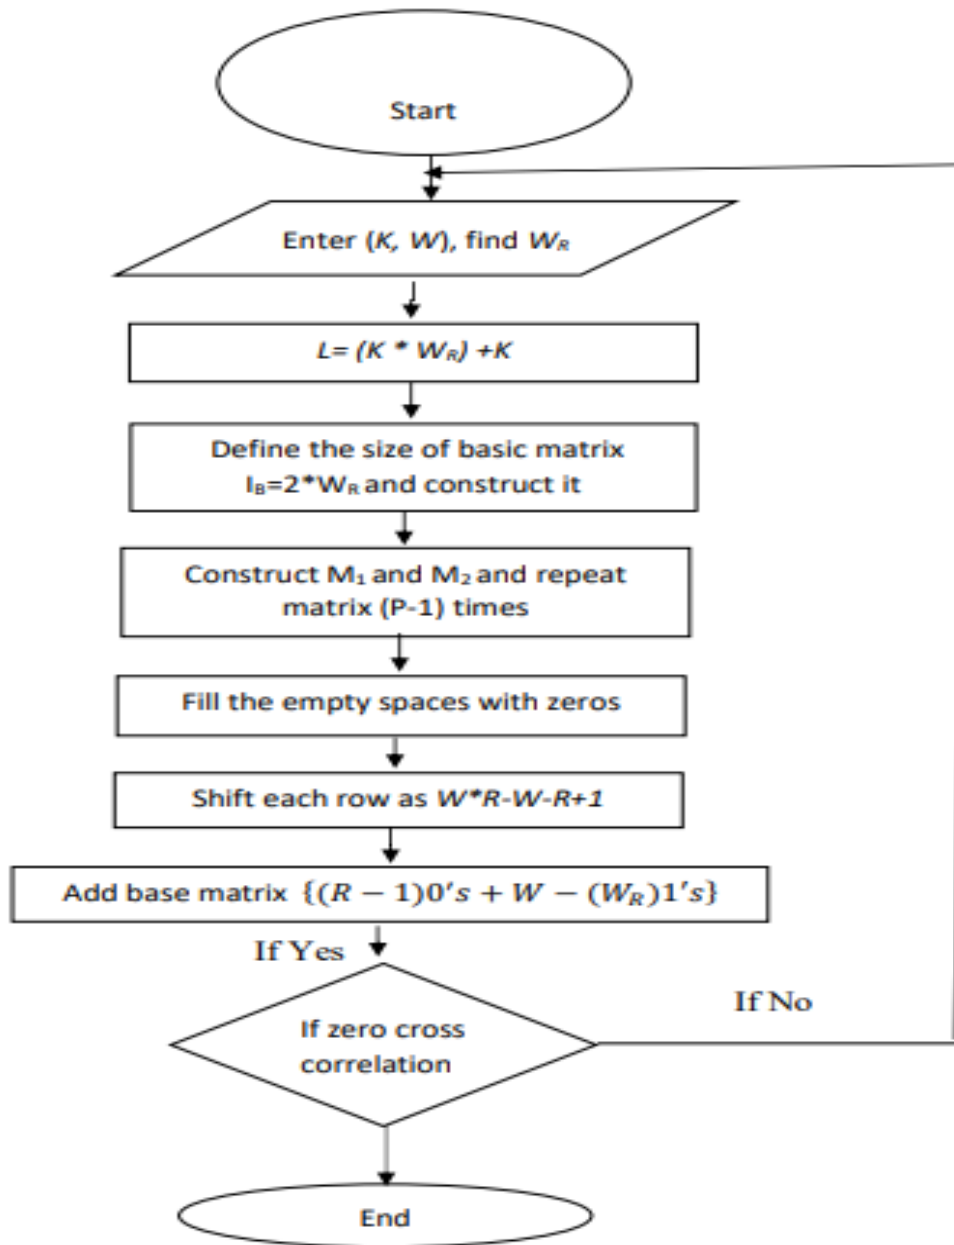 Start
Enter (K, W), find W_R
L= (K * W_R) +K
Define the size of basic matrix
I_B=2*W_R and construct it
Construct M₁ and M₂ and repeat
matrix (P-1) times
Fill the empty spaces with zeros
Shift each row as W*R-W-R+1
Add base matrix {(R − 1)0′s + W − (W_R)1′s}
If Yes
If No
If zero cross
correlation
End